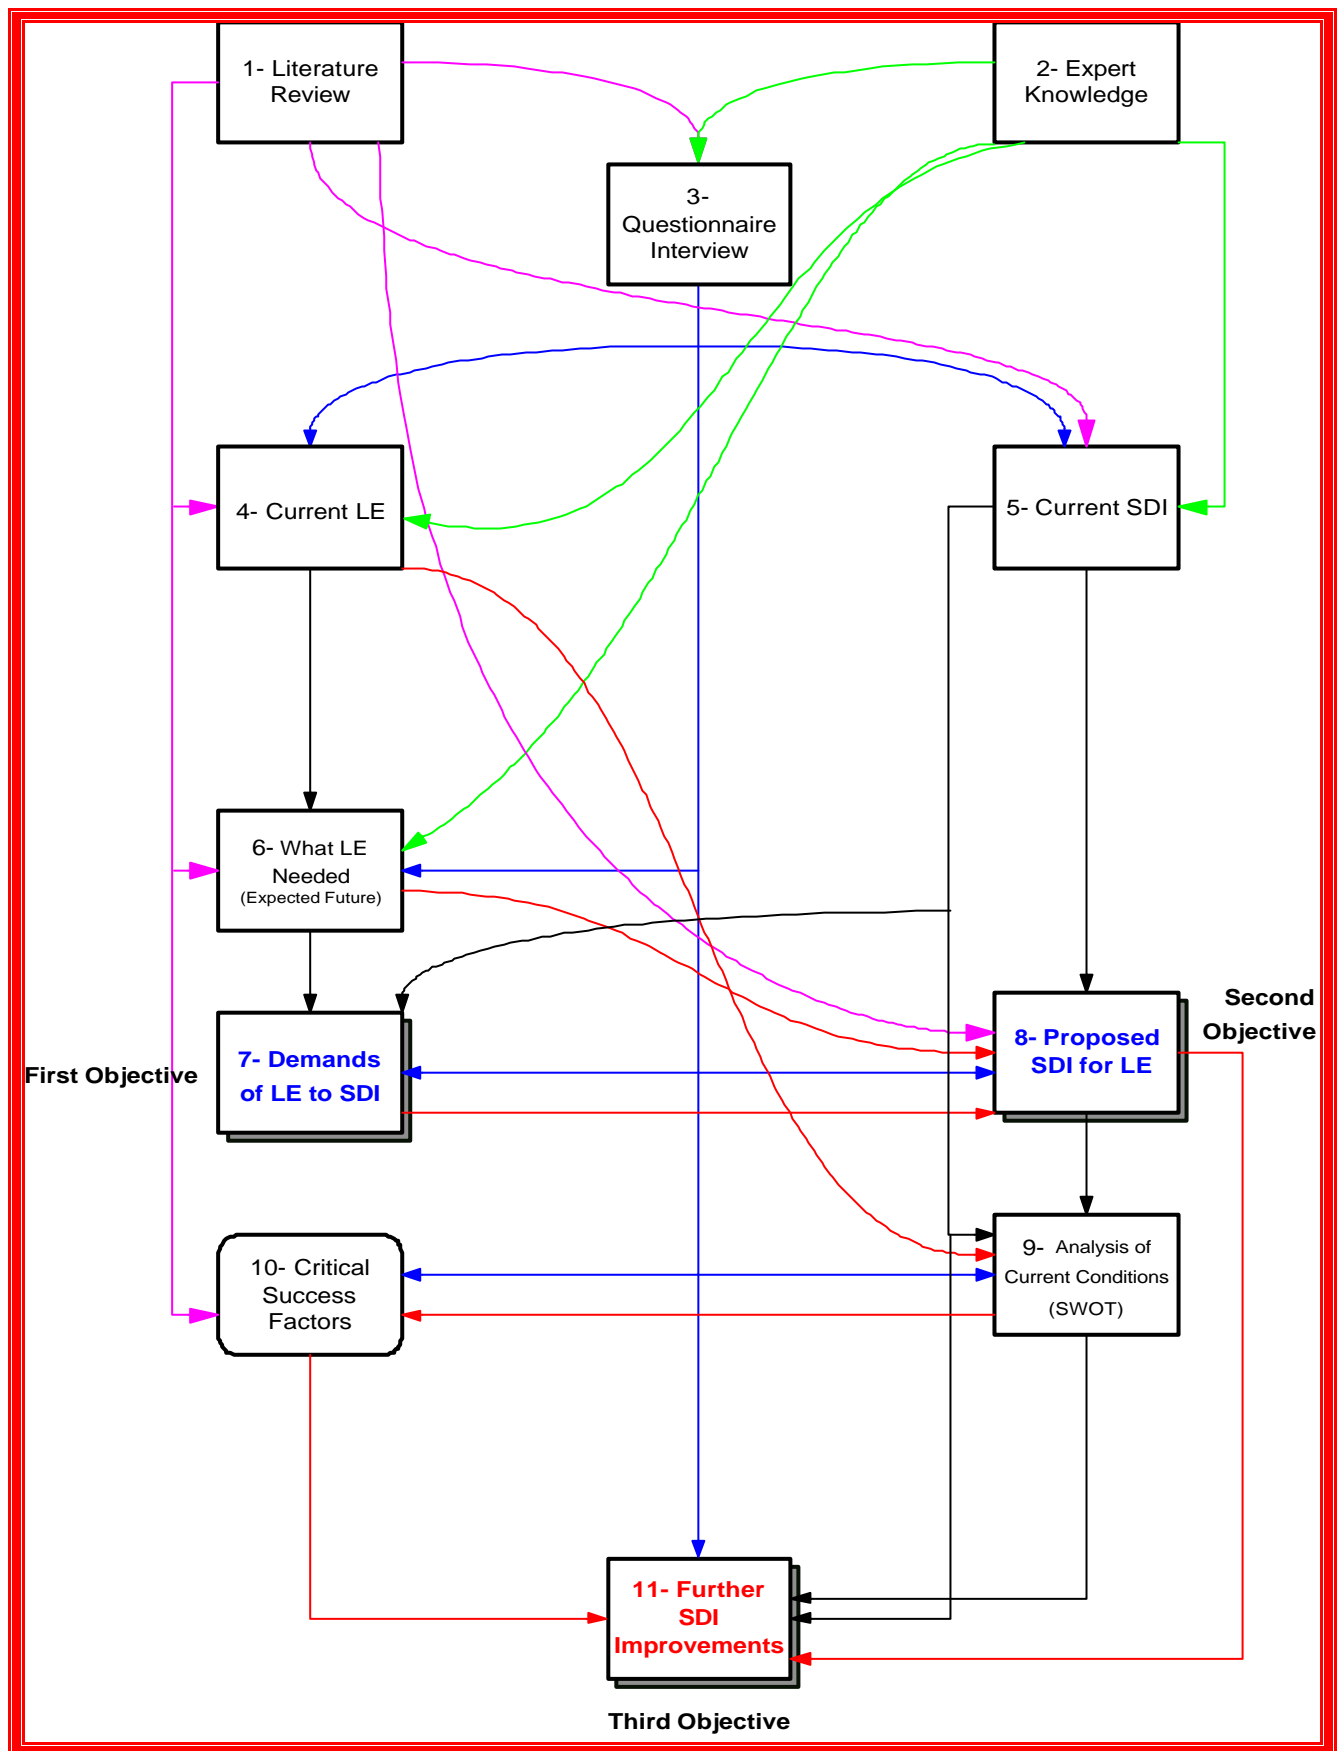 1- Literature
Review
2- Expert
Knowledge
3-
Questionnaire
Interview
4- Current LE
5- Current SDI
6- What LE
Needed
(Expected Future)
7- Demands
of LE to SDI
First Objective
8- Proposed
SDI for LE
Second
Objective
9- Analysis of
Current Conditions
(SWOT)
10- Critical
Success
Factors
11- Further
SDI
Improvements
Third Objective